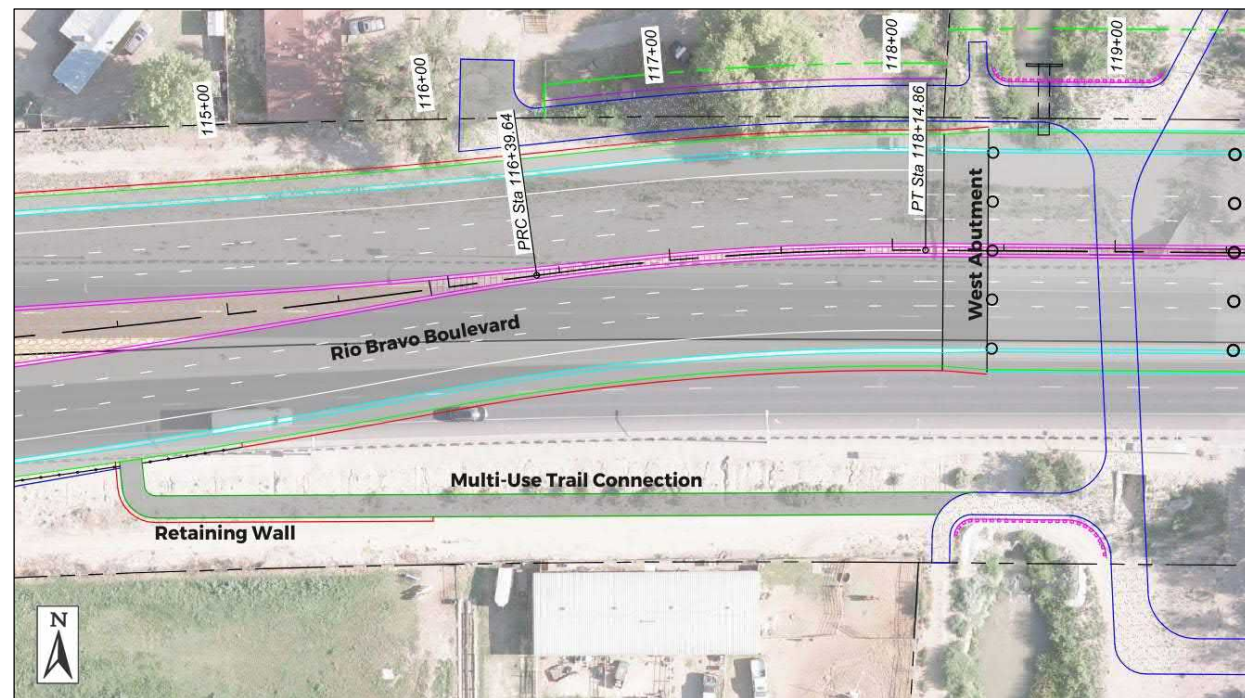 115+00
116+00
117+00
118+00
119+00
PRC Sta 116+39.64
PT Sta 118+14.86
West Abutment
Rio Bravo Boulevard
Multi-Use Trail Connection
Retaining Wall
N